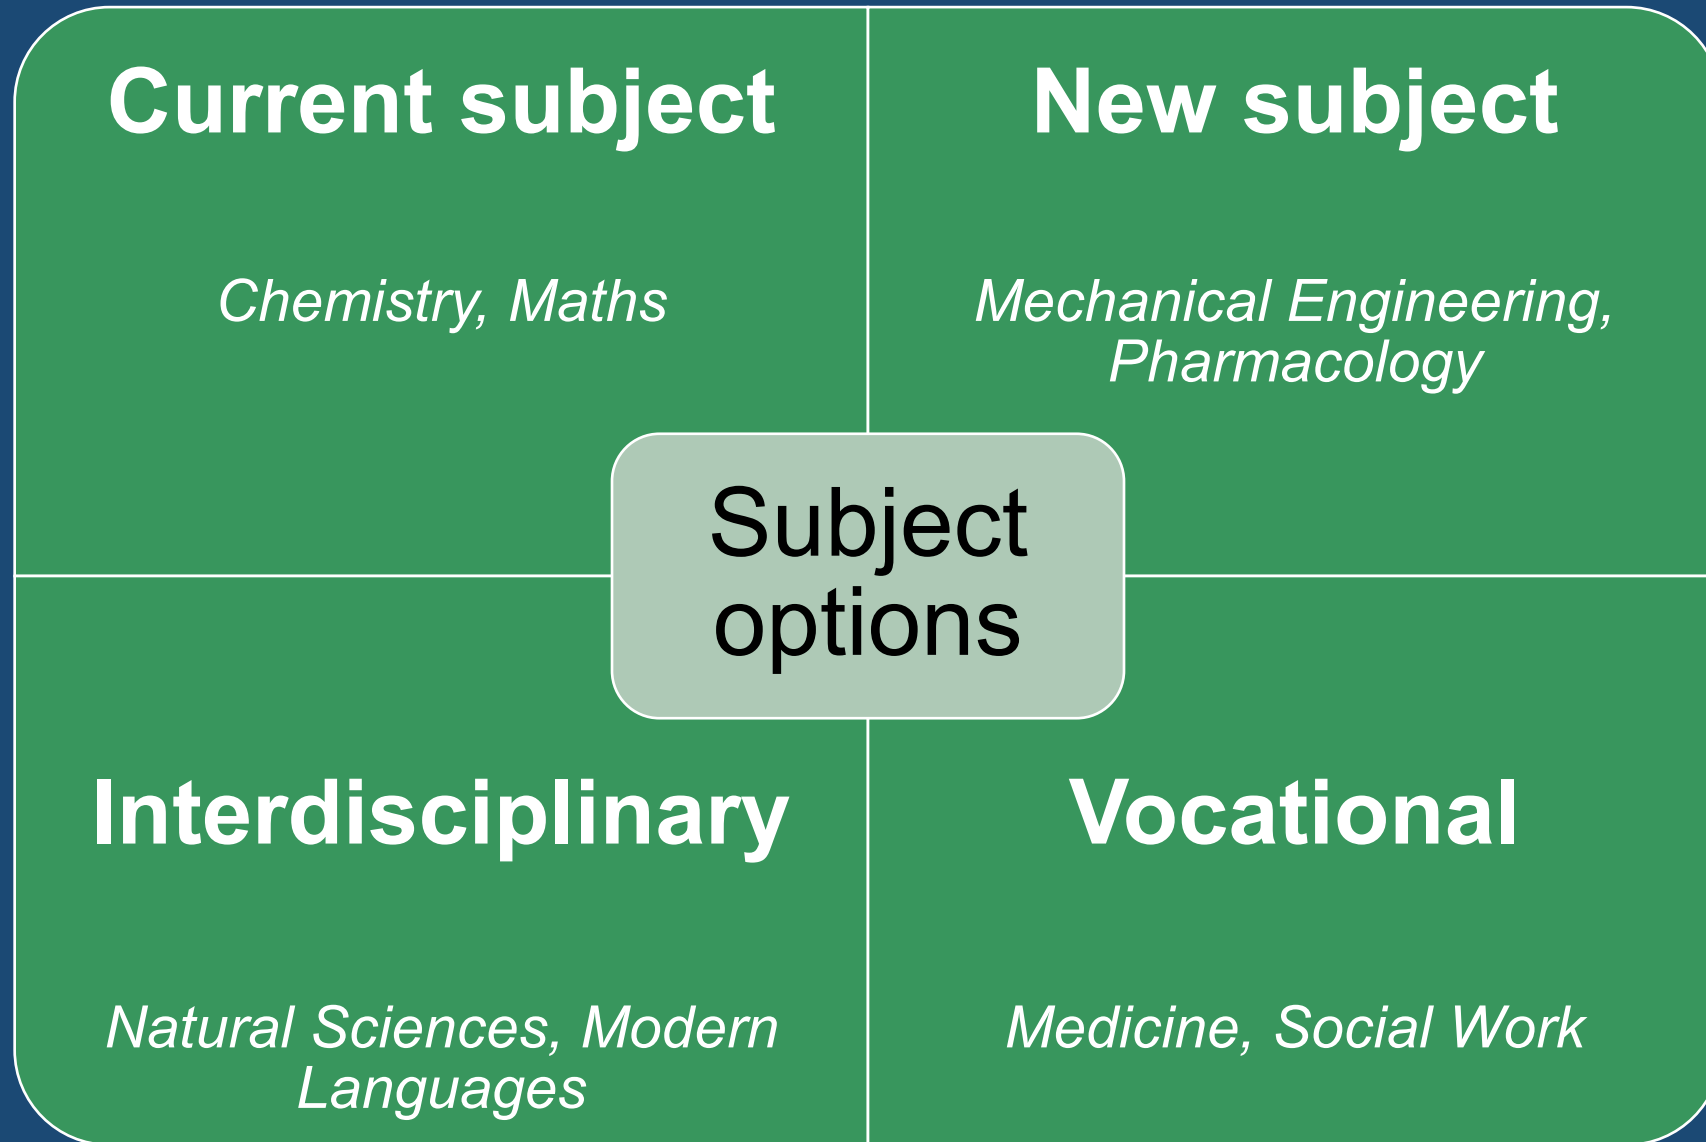 Current subject
Chemistry, Maths
New subject
Mechanical Engineering,
Pharmacology
Subject
options
Interdisciplinary
Natural Sciences, Modern
Languages
Vocational
Medicine, Social Work